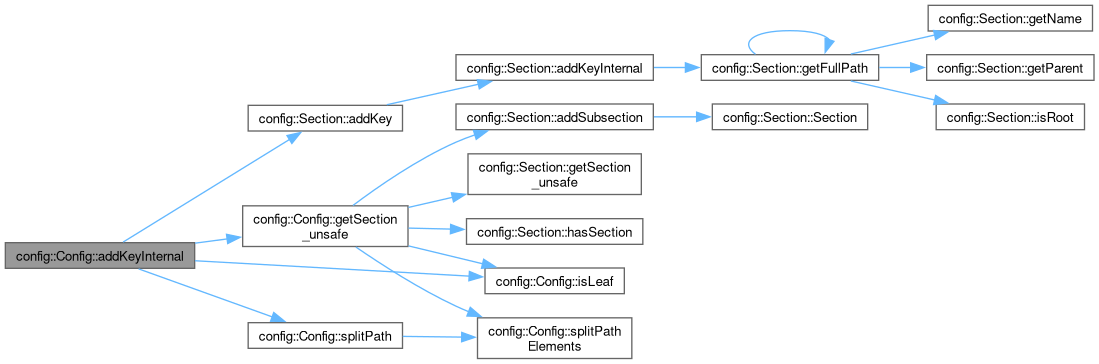 config::Config::addKeyInternal
config::Section::addKey
config::Section::addKeyInternal
config::Section::getFullPath
config::Section::getName
config::Section::getParent
config::Section::isRoot
config::Config::getSection
_unsafe
config::Section::addSubsection
config::Section::Section
config::Section::getSection
_unsafe
config::Section::hasSection
config::Config::isLeaf
config::Config::splitPath
Elements
config::Config::splitPath